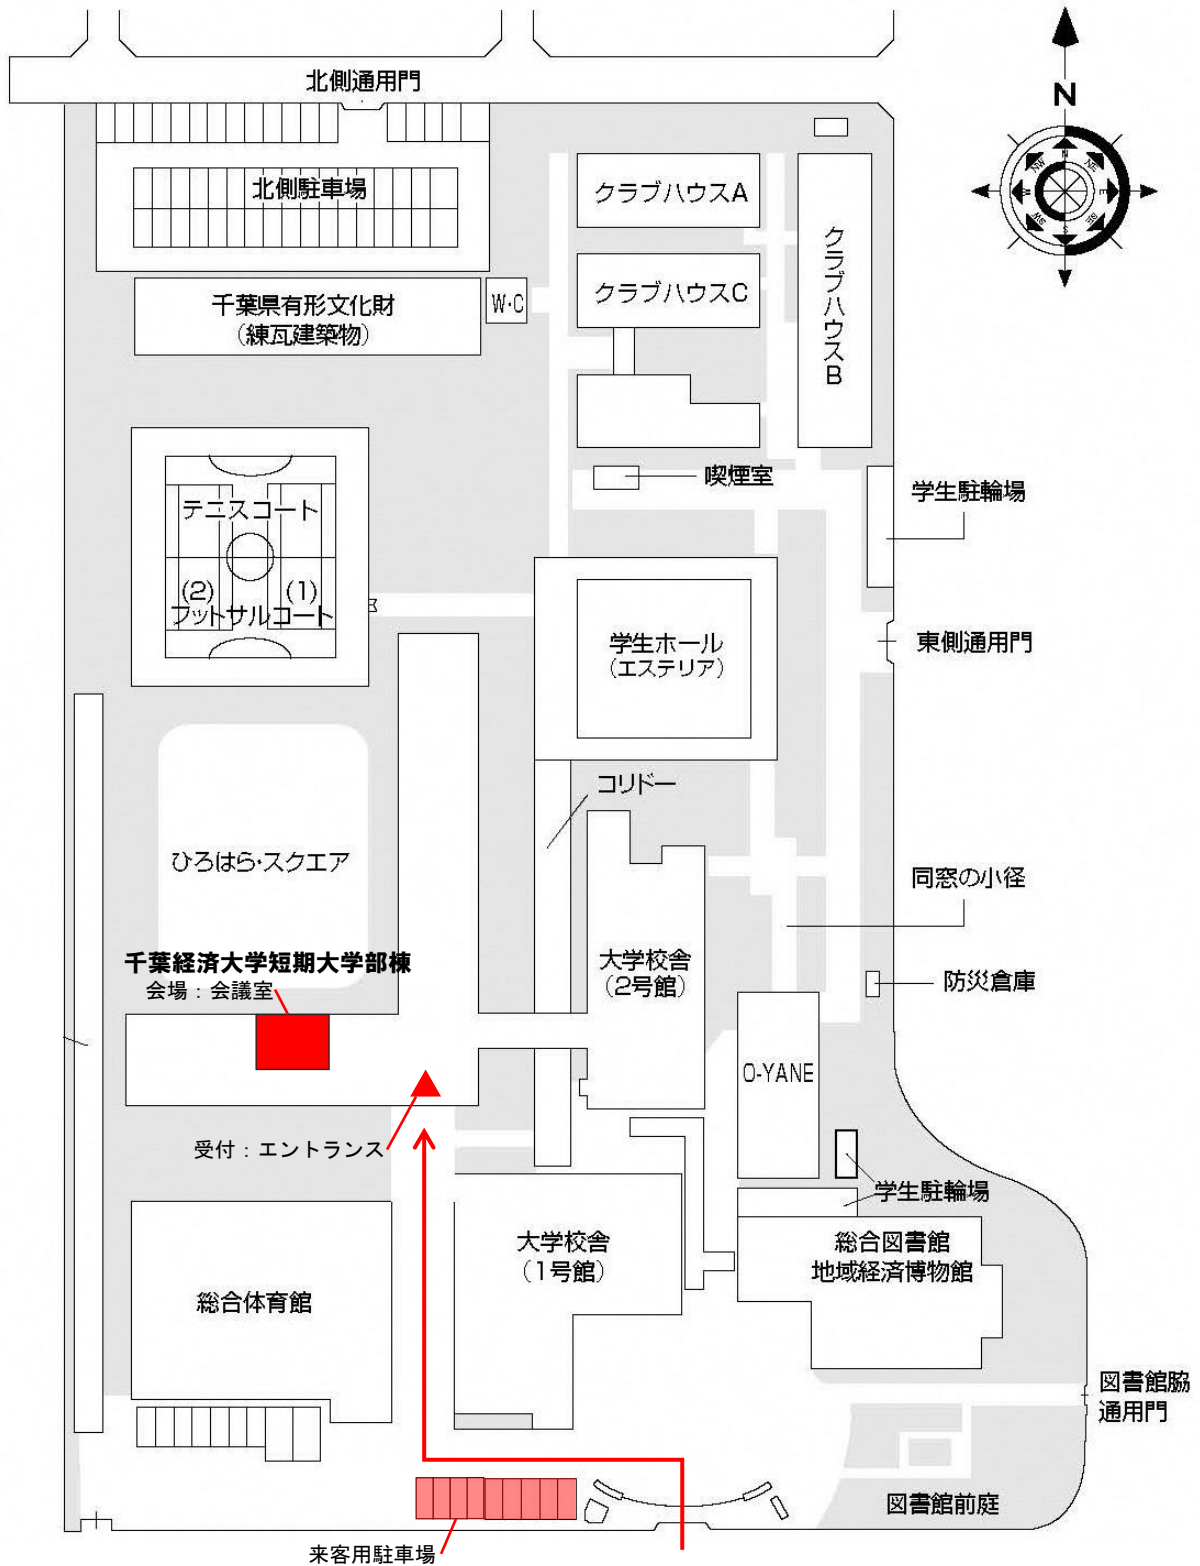 北側通用門
N
北側駐車場
クラブハウスA
クラブハウスB
クラブハウスC
千葉県有形文化財
(練瓦建築物)
W・C
喫煙室
学生駐輪場
テニスコート
(2)
(1)
フットサルコート
学生ホール
(エステリア)
東側通用門
コリドー
ひろはら・スクエア
同窓の小径
千葉経済大学短期大学部棟
会場：会議室
大学校舎
(2号館)
防災倉庫
O-YANE
受付：エントランス
学生駐輪場
大学校舎
(1号館)
総合図書館
地域経済博物館
総合体育館
図書館脇
通用門
図書館前庭
来客用駐車場